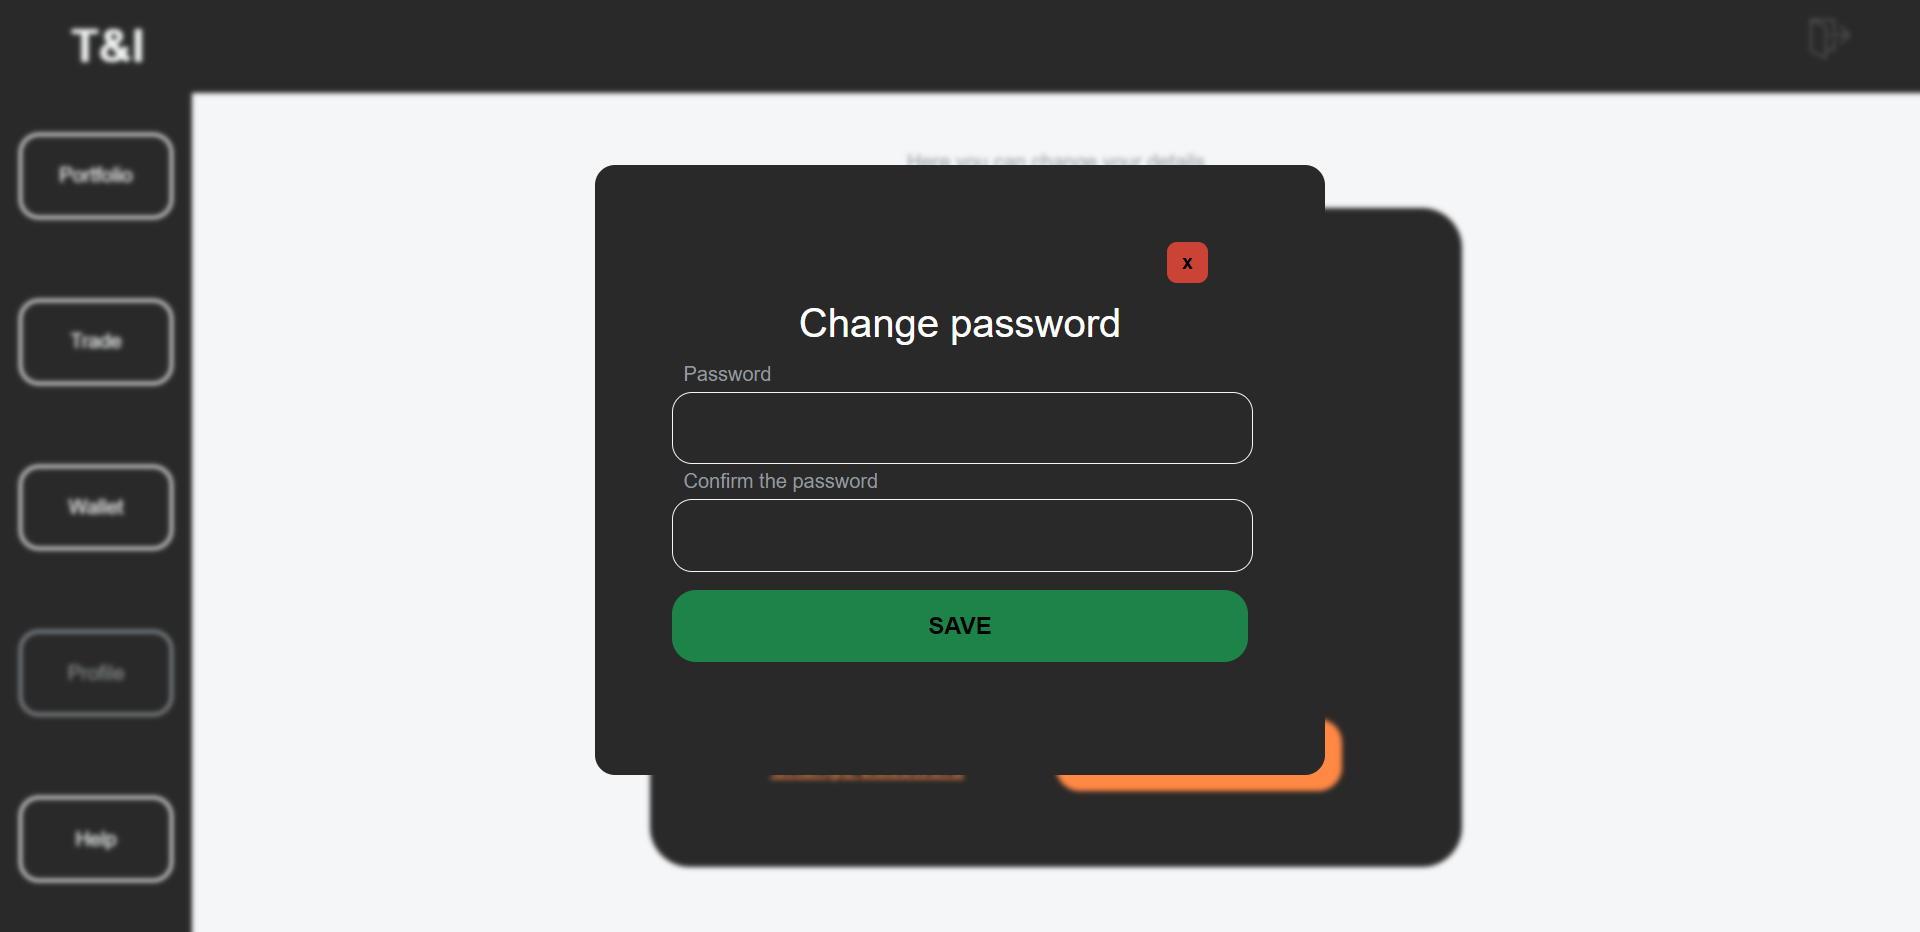 T&I
Portfolio
Trade
Wallet
Profile
Help
Here you can change your details
x
Change password
Password
Confirm the password
SAVE